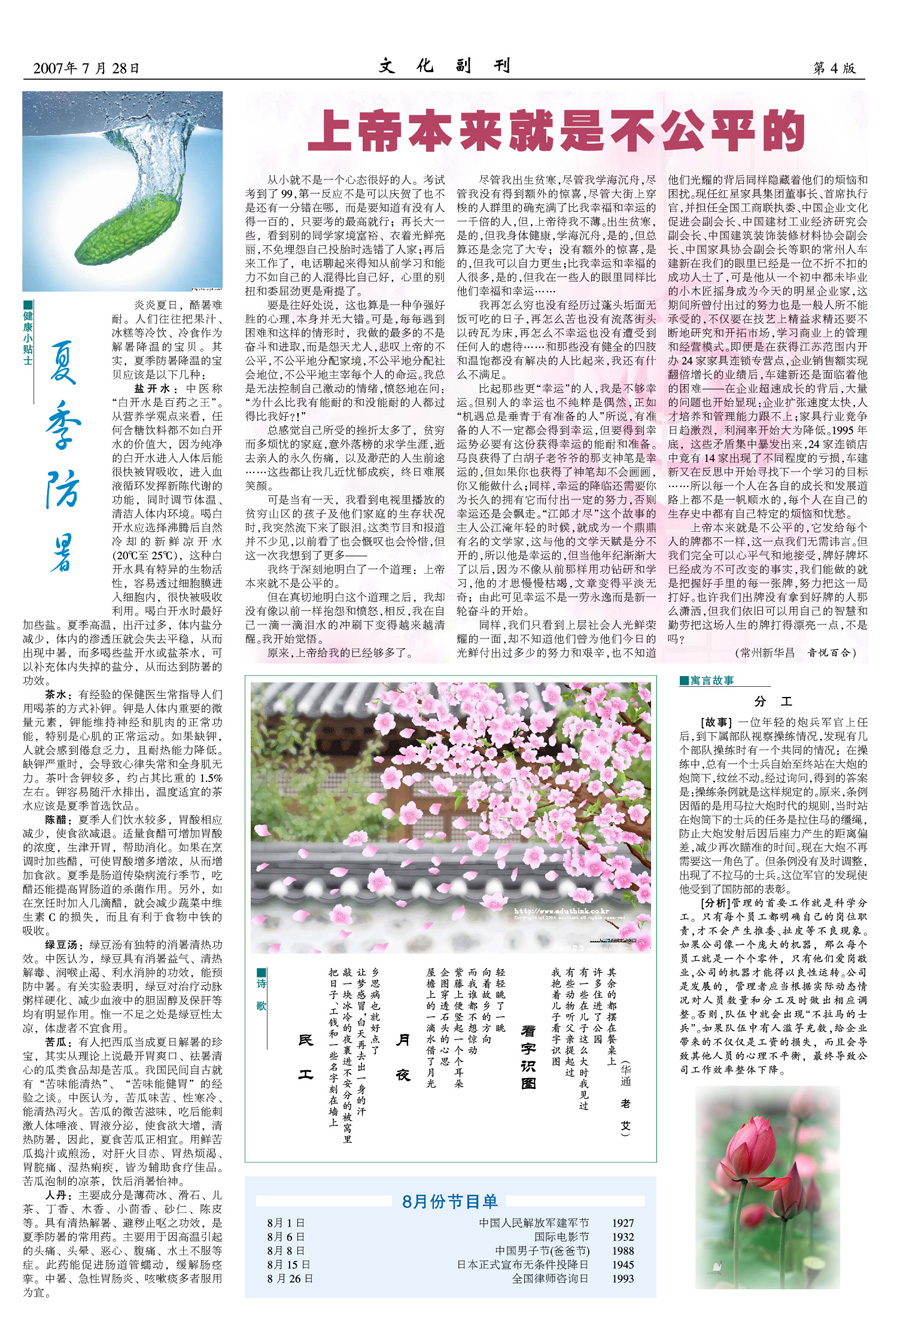 2007年 7 月 28日
文 化 副 刊
第 4 版
■健康小贴士
夏季防暑
炎炎夏日，酷暑难
耐。人们往往把果汁、
冰糕等冷饮、冷食作为
解暑降温的宝贝。其
实，夏季防暑降温的宝
贝应该是以下几种：
盐开水：中医称
“白开水是百药之王”。
从营养学观点来看，任
何含糖饮料都不如白开
水的价值大，因为纯净
的白开水进入人体后能
很快被胃吸收，进入血
液循环发挥新陈代谢的
功能，同时调节体温、
清洁人体内环境。喝白
开水应选择沸腾后自然
冷却的新鲜凉开水
(20℃至 25℃)，这种白
开水具有特异的生物活
性，容易透过细胞膜进
入细胞内，很快被吸收
利用。喝白开水时最好
加些盐。夏季高温，出汗过多，体内盐分
减少，体内的渗透压就会失去平稳，从而
出现中暑，而多喝些盐开水或盐茶水，可
以补充体内失掉的盐分，从而达到防暑的
功效。
茶水：有经验的保健医生常指导人们
用喝茶的方式补钾。钾是人体内重要的微
量元素，钾能维持神经和肌肉的正常功
能，特别是心肌的正常运动。如果缺钾，
人就会感到倦怠乏力，且耐热能力降低。
缺钾严重时，会导致心律失常和全身肌无
力。茶叶含钾较多，约占其比重的 1.5%
左右。钾容易随汗水排出，温度适宜的茶
水应该是夏季首选饮品。
陈醋：夏季人们饮水较多，胃酸相应
减少，使食欲减退。适量食醋可增加胃酸
的浓度，生津开胃，帮助消化。如果在烹
调时加些醋，可使胃酸增多增浓，从而增
加食欲。夏季是肠道传染病流行季节，吃
醋还能提高胃肠道的杀菌作用。另外，如
在烹饪时加人几滴醋，就会减少蔬菜中维
生素 C 的损失，而且有利于食物中铁的
吸收。
绿豆汤：绿豆汤有独特的消暑清热功
效。中医认为，绿豆具有消暑益气、清热
解毒、润喉止渴、利水消肿的功效，能预
防中暑。有关实验表明，绿豆对治疗动脉
粥样硬化、减少血液中的胆固醇及保肝等
均有明显作用。惟一不足之处是绿豆性太
凉，体虚者不宜食用。
苦瓜：有人把西瓜当成夏日解暑的珍
宝，其实从理论上说最开胃爽口、祛暑清
心的瓜类食品却是苦瓜。我国民间自古就
有“苦味能清热”、“苦味能健胃”的经
验之谈。中医认为，苦瓜味苦、性寒冷、
能清热泻火。苦瓜的微苦滋味，吃后能刺
激人体唾液、胃液分泌，使食欲大增，清
热防暑，因此，夏食苦瓜正相宜。用鲜苦
瓜捣汁或煎汤，对肝火目赤、胃热烦渴、
胃脘痛、湿热痢疾，皆为辅助食疗佳品。
苦瓜泡制的凉茶，饮后消暑怡神。
人丹：主要成分是薄荷冰、滑石、儿
茶、丁香、木香、小茴香、砂仁、陈皮
等。具有清热解暑、避秽止呕之功效，是
夏季防暑的常用药。主要用于因高温引起
的头痛、头晕、恶心、腹痛、水土不服等
症。此药能促进肠道管蠕动，缓解肠痉
挛。中暑、急性胃肠炎、咳嗽痰多者服用
为宜。
上帝本来就是不公平的
从小就不是一个心态很好的人。考试
考到了 99,第一反应不是可以庆贺了也不
是还有一分错在哪，而是要知道有没有人
得一百的，只要考的最高就行；再长大一
些，看到别的同学家境富裕、衣着光鲜亮
丽,不免埋怨自己投胎时选错了人家;再后
来工作了，电话聊起来得知从前学习和能
力不如自己的人混得比自己好，心里的别
扭和委屈劲更是甭提了。
要是往好处说，这也算是一种争强好
胜的心理,本身并无大错。可是,每每遇到
困难和这样的情形时，我做的最多的不是
奋斗和进取,而是怨天尤人,悲叹上帝的不
公平,不公平地分配家境,不公平地分配社
会地位,不公平地主宰每个人的命运。我总
是无法控制自己激动的情绪,愤怒地在问:
“为什么比我有能耐的和没能耐的人都过
得比我好?!”
总感觉自己所受的挫折太多了，贫穷
而多烦忧的家庭,意外落榜的求学生涯,逝
去亲人的永久伤痛，以及渺茫的人生前途
……这些都让我几近忧郁成疾，终日难展
笑颜。
可是当有一天，我看到电视里播放的
贫穷山区的孩子及他们家庭的生存状况
时,我突然流下来了眼泪。这类节目和报道
并不少见,以前看了也会慨叹也会怜惜,但
这一次我想到了更多——
我终于深刻地明白了一个道理：上帝
本来就不是公平的。
但在真切地明白这个道理之后，我却
没有像以前一样抱怨和愤怒,相反,我在自
己一滴一滴泪水的冲刷下变得越来越清
醒。我开始觉悟。
原来,上帝给我的已经够多了。
尽管我出生贫寒,尽管我学海沉舟,尽
管我没有得到额外的惊喜,尽管大街上穿
梭的人群里的确充满了比我幸福和幸运的
一千倍的人,但,上帝待我不薄。出生贫寒,
是的,但我身体健康,学海沉舟,是的,但总
算还是念完了大专；没有额外的惊喜,是
的,但我可以自力更生;比我幸运和幸福的
人很多,是的,但我在一些人的眼里同样比
他们幸福和幸运……
我再怎么穷也没有经历过蓬头垢面无
饭可吃的日子,再怎么苦也没有流落街头
以砖瓦为床,再怎么不幸运也没有遭受到
任何人的虐待……和那些没有健全的四肢
和温饱都没有解决的人比起来,我还有什
么不满足。
比起那些更“幸运”的人,我是不够幸
运。但别人的幸运也不纯粹是偶然,正如
“机遇总是垂青于有准备的人”所说,有准
备的人不一定都会得到幸运,但要得到幸
运势必要有这份获得幸运的能耐和准备。
马良获得了白胡子老爷爷的那支神笔是幸
运的,但如果你也获得了神笔却不会画画,
你又能做什么;同样,幸运的降临还需要你
为长久的拥有它而付出一定的努力,否则
幸运还是会飘走。“江郎才尽”这个故事的
主人公江淹年轻的时候,就成为一个鼎鼎
有名的文学家,这与他的文学天赋是分不
开的,所以他是幸运的,但当他年纪渐渐大
了以后,因为不像从前那样用功钻研和学
习,他的才思慢慢枯竭,文章变得平淡无
奇；由此可见幸运不是一劳永逸而是新一
轮奋斗的开始。
同样,我们只看到上层社会人光鲜荣
耀的一面,却不知道他们曾为他们今日的
光鲜付出过多少的努力和艰辛,也不知道
他们光耀的背后同样隐藏着他们的烦恼和
困扰。现任红星家具集团董事长、首席执行
官,并担任全国工商联执委、中国企业文化
促进会副会长、中国建材工业经济研究会
副会长、中国建筑装饰装修材料协会副会
长、中国家具协会副会长等职的常州人车
建新在我们的眼里已经是一位不折不扣的
成功人士了,可是他从一个初中都未毕业
的小木匠摇身成为今天的明星企业家,这
期间所曾付出过的努力也是一般人所不能
承受的,不仅要在技艺上精益求精还要不
断地研究和开拓市场,学习商业上的管理
和经营模式。即便是在获得江苏范围内开
办 24 家家具连锁专营点,企业销售额实现
翻倍增长的业绩后,车建新还是面临着他
的困难——在企业超速成长的背后,大量
的问题也开始显现;企业扩张速度太快,人
才培养和管理能力跟不上;家具行业竞争
日趋激烈，利润率开始大为降低。1995 年
底，这些矛盾集中暴发出来,24 家连锁店
中竟有 14 家出现了不同程度的亏损,车建
新又在反思中开始寻找下一个学习的目标
……所以每一个人在各自的成长和发展道
路上都不是一帆顺水的,每个人在自己的
生存史中都有自己特定的烦恼和忧愁。
上帝本来就是不公平的,它发给每个
人的牌都不一样,这一点我们无需讳言。但
我们完全可以心平气和地接受,牌好牌坏
已经成为不可改变的事实,我们能做的就
是把握好手里的每一张牌,努力把这一局
打好。也许我们出牌没有拿到好牌的人那
么潇洒,但我们依旧可以用自己的智慧和
勤劳把这场人生的牌打得漂亮一点,不是
吗?
(常州新华昌　音悦百合)
http://www.eduthink.co.kr
■诗 歌
看字识图
(华通　老 艾)
其余的都摆在餐桌上
许多住进了公园
有一些在儿子这么大时我见过
有些动物听父亲提起过
我抱着儿子看字识图
月 夜
轻轻眺了一眺
向着故乡的方向
而我谁都不想惊动
紫藤上便竖起一个个耳朵
企图穿透石头的心思
屋檐上的一滴水借了月光
民 工
乡思病也就好点了
让梦感冒，白天再去出一身的汗
敲一块冰冷的夜裹进不安分的被窝里
把日子、工钱和一些名字刻在墙上
■寓言故事
分 工
[故事] 一位年轻的炮兵军官上任
后,到下属部队视察操练情况,发现有几
个部队操练时有一个共同的情况：在操
练中,总有一个士兵自始至终站在大炮的
炮筒下,纹丝不动。经过询问,得到的答案
是:操练条例就是这样规定的。原来,条例
因循的是用马拉大炮时代的规则,当时站
在炮筒下的士兵的任务是拉住马的缰绳,
防止大炮发射后因后座力产生的距离偏
差,减少再次瞄准的时间。现在大炮不再
需要这一角色了。但条例没有及时调整,
出现了不拉马的士兵。这位军官的发现使
他受到了国防部的表彰。
[分析]管理的首要工作就是科学分
工。只有每个员工都明确自己的岗位职
责,才不会产生推委、扯皮等不良现象。
如果公司像一个庞大的机器，那么每个
员工就是一个个零件，只有他们爱岗敬
业,公司的机器才能得以良性运转。公司
是发展的，管理者应当根据实际动态情
况对人员数量和分工及时做出相应调
整。否则,队伍中就会出现“不拉马的士
兵”。如果队伍中有人滥竽充数,给企业
带来的不仅仅是工资的损失，而且会导
致其他人员的心理不平衡，最终导致公
司工作效率整体下降。
8月份节目单
8月 1 日　中国人民解放军建军节　1927
8月 6 日　国际电影节　1932
8月 8 日　中国男子节(爸爸节)　1988
8月 15 日　日本正式宣布无条件投降日　1945
8 月 26日　全国律师咨询日　1993